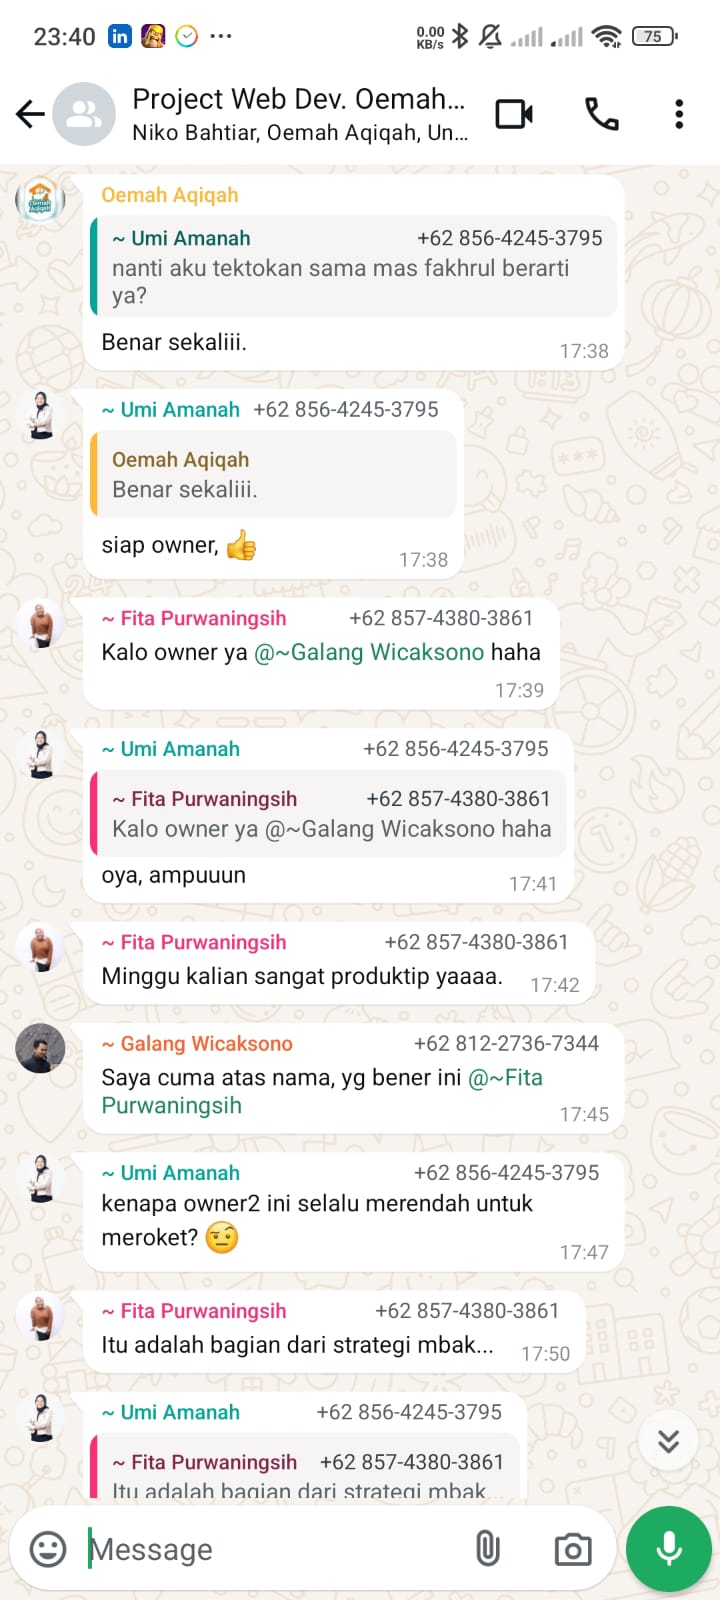 23:40
0.00
KB/s
75
Project Web Dev. Oemah...
Niko Bahtiar, Oemah Aqiqah, Un...
Oemah Aqiqah
~ Umi Amanah +62 856-4245-3795
nanti aku tektokan sama mas fakhrul berarti
ya?
Benar sekaliii.
17:38
~ Umi Amanah +62 856-4245-3795
Oemah Aqiqah
Benar sekaliii.
siap owner, 👍
17:38
~ Fita Purwaningsih +62 857-4380-3861
Kalo owner ya @~Galang Wicaksono haha
17:39
~ Umi Amanah +62 856-4245-3795
~ Fita Purwaningsih +62 857-4380-3861
Kalo owner ya @~Galang Wicaksono haha
oya, ampuuun
17:41
~ Fita Purwaningsih +62 857-4380-3861
Minggu kalian sangat produktip yaaaa. 17:42
~ Galang Wicaksono +62 812-2736-7344
Saya cuma atas nama, yg bener ini @~Fita
Purwaningsih
17:45
~ Umi Amanah +62 856-4245-3795
kenapa owner2 ini selalu merendah untuk
meroket? 🤨
17:47
~ Fita Purwaningsih +62 857-4380-3861
Itu adalah bagian dari strategi mbak... 17:50
~ Umi Amanah +62 856-4245-3795
~ Fita Purwaningsih +62 857-4380-3861
Itu adalah bagian dari strategi mbak...
Message